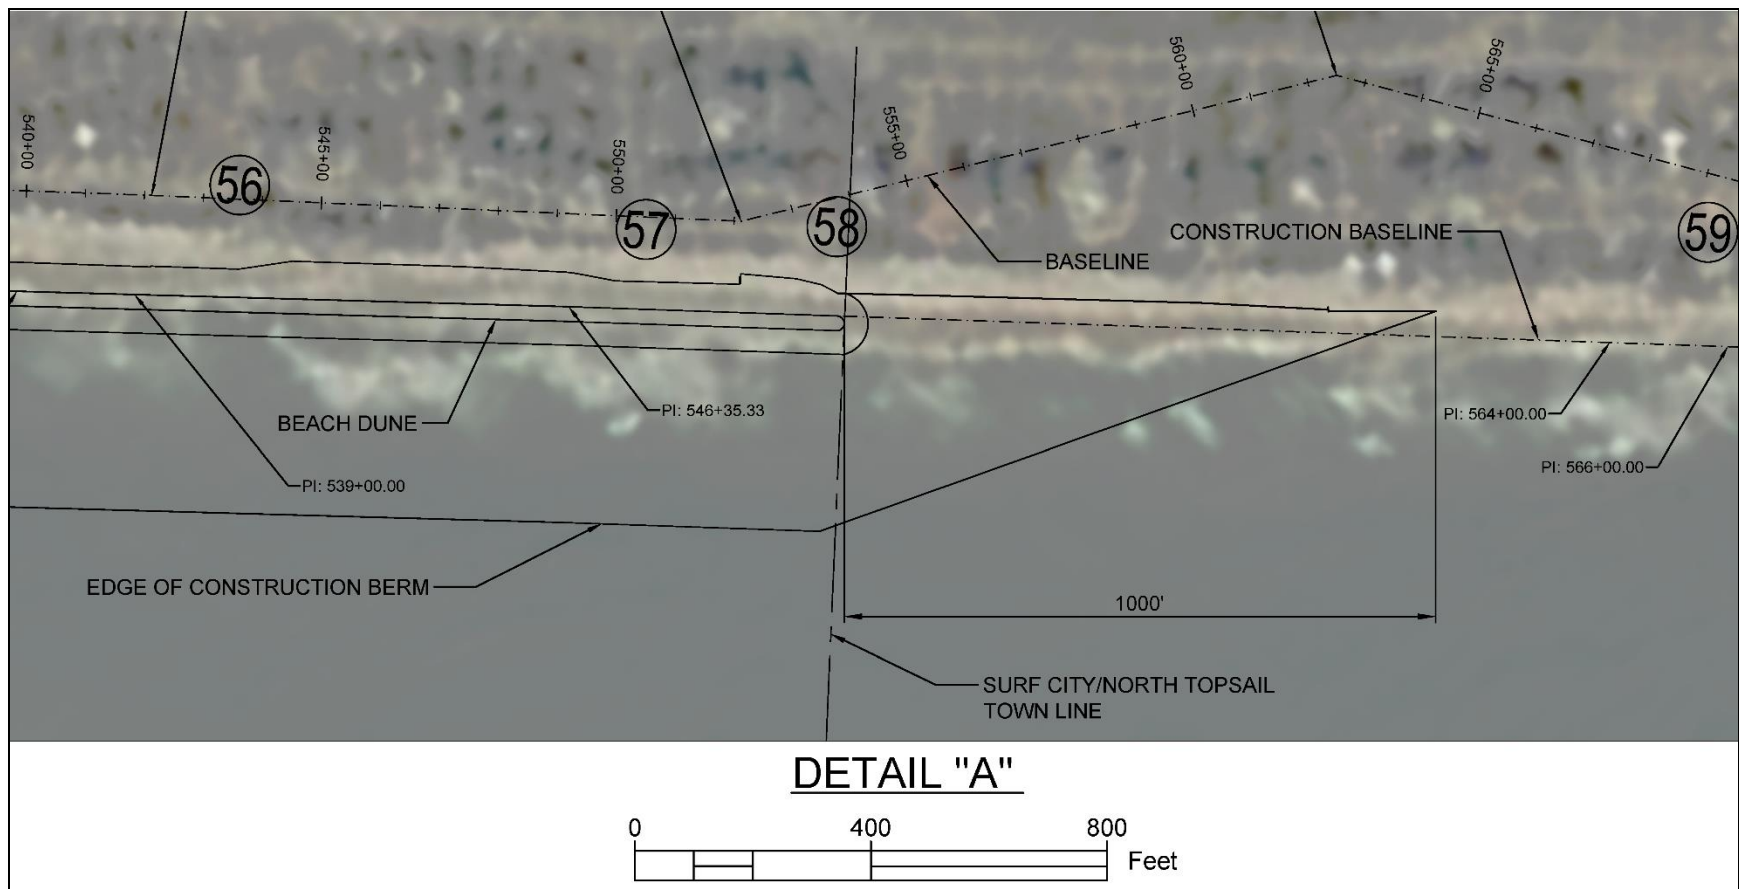 540+00
545+00
550+00
555+00
560+00
565+00
56
57
58
59
CONSTRUCTION BASELINE
BASELINE
BEACH DUNE
PI: 546+35.33
PI: 564+00.00
PI: 566+00.00
PI: 539+00.00
EDGE OF CONSTRUCTION BERM
1000'
SURF CITY/NORTH TOPSAIL
TOWN LINE
DETAIL "A"
0 400 800
Feet